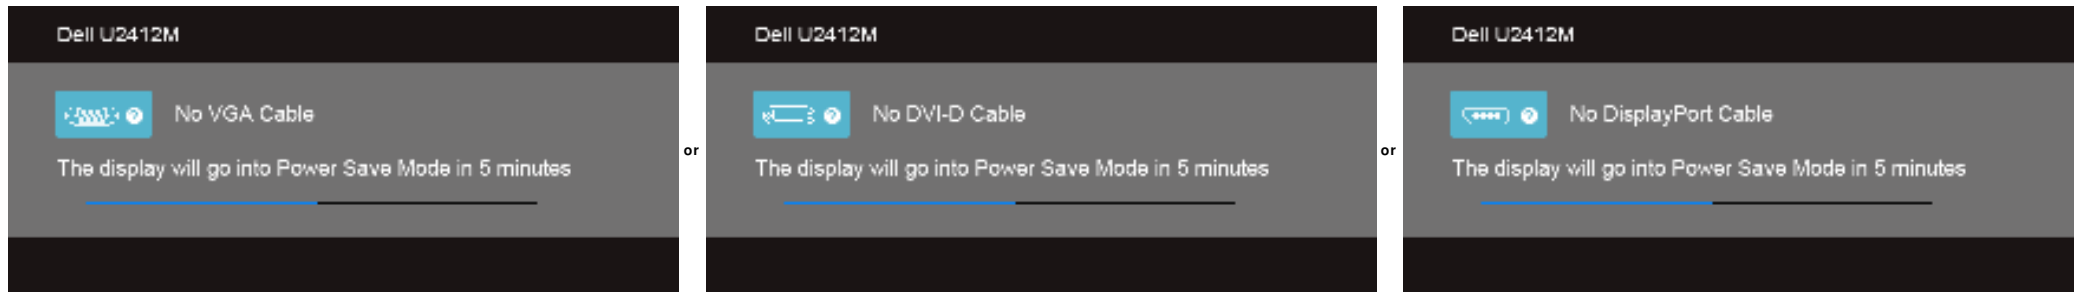 Dell U2412M
No VGA Cable
The display will go into Power Save Mode in 5 minutes
or
Dell U2412M
No DVI-D Cable
The display will go into Power Save Mode in 5 minutes
or
Dell U2412M
No DisplayPort Cable
The display will go into Power Save Mode in 5 minutes